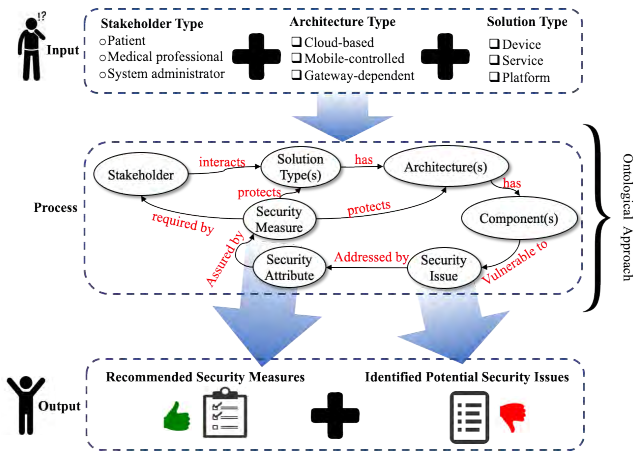 !?
Input
Stakeholder Type
Patient
Medical professional
System administrator
Architecture Type
Cloud-based
Mobile-controlled
Gateway-dependent
Solution Type
Device
Service
Platform
Process
Stakeholder
interacts
Solution
Type(s)
has
Architecture(s)
has
Component(s)
protects
Security
Measure
protects
required by
Assured by
Security
Attribute
Addressed by
Security
Issue
Vulnerable to
Ontological Approach
Output
Recommended Security Measures
Identified Potential Security Issues